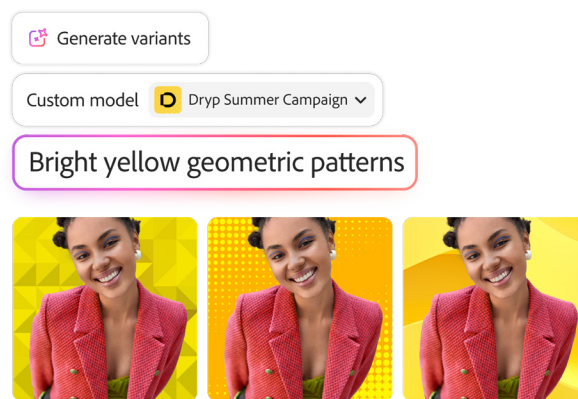 Generate variants
Custom model Dryp Summer Campaign
Bright yellow geometric patterns